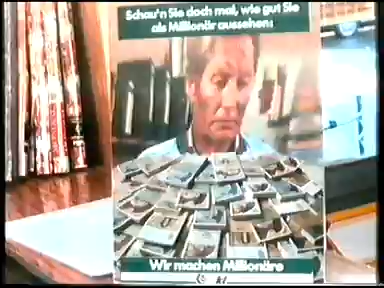 Schau'n Sie doch mal, wie gut Sie
als Millionär aussehen:
Wir machen Millionäre